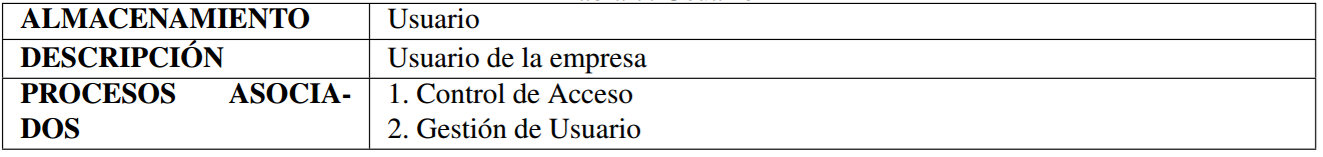 ALMACENAMIENTO Usuario
DESCRIPCIÓN Usuario de la empresa
PROCESOS ASOCIA- 1. Control de Acceso
DOS 2. Gestión de Usuario